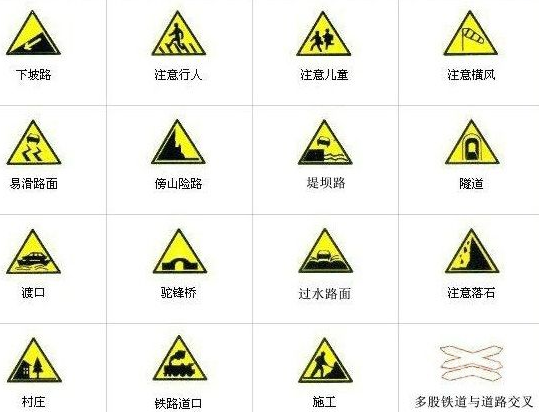 下坡路
注意行人
注意儿童
注意横风
易滑路面
傍山险路
堤坝路
隧道
渡口
驼锋桥
过水路面
注意落石
村庄
铁路道口
施工
多股铁道与道路交叉